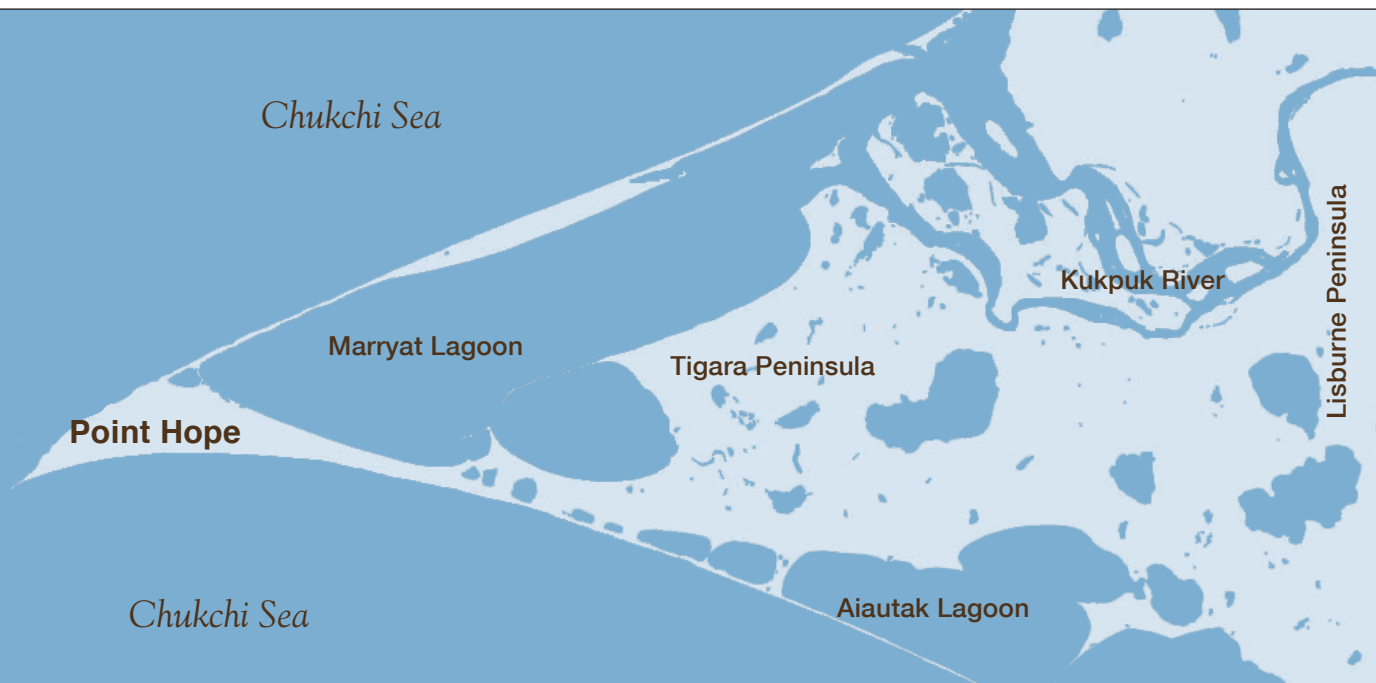 Chukchi Sea
Lisburne Peninsula
Kukpuk River
Marryat Lagoon
Tigara Peninsula
Point Hope
Aiautak Lagoon
Chukchi Sea